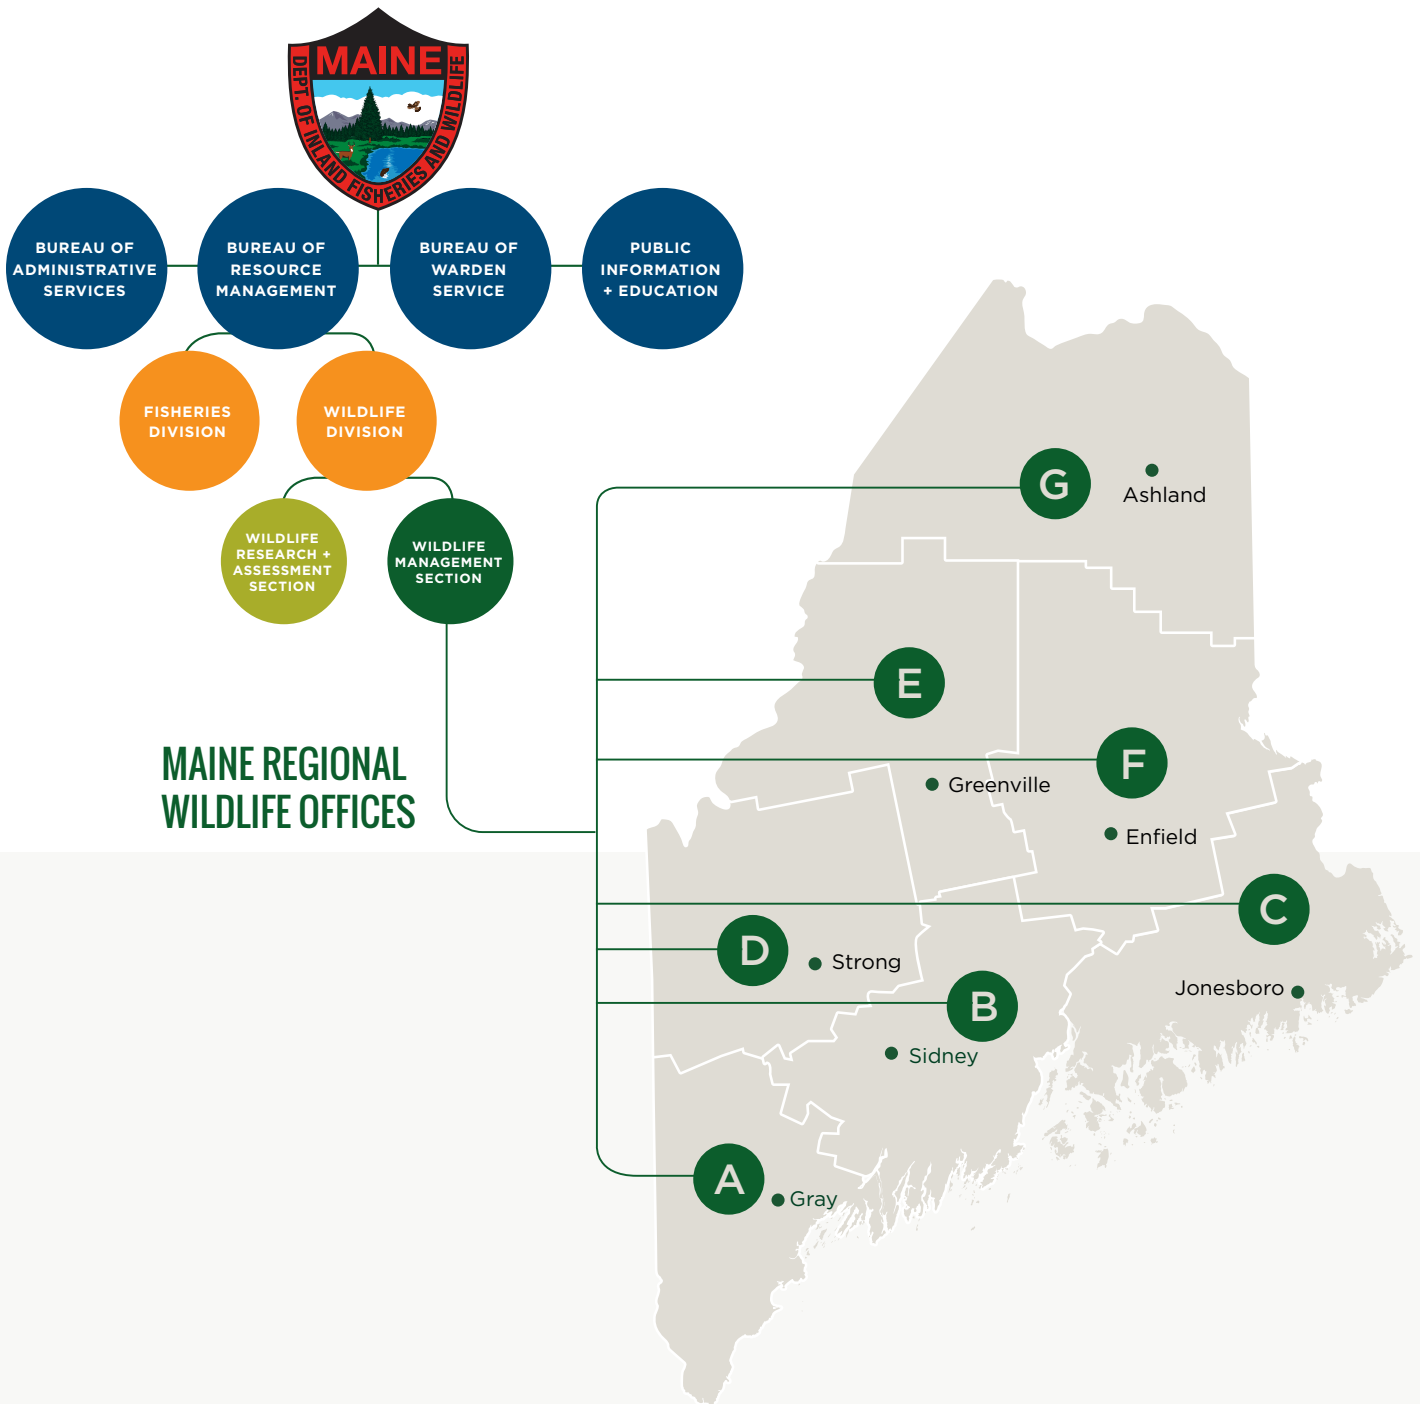 MAINE
DEPT. OF INLAND FISHERIES AND WILDLIFE
BUREAU OF
ADMINISTRATIVE
SERVICES
BUREAU OF
RESOURCE
MANAGEMENT
BUREAU OF
WARDEN
SERVICE
PUBLIC
INFORMATION
+ EDUCATION
FISHERIES
DIVISION
WILDLIFE
DIVISION
WILDLIFE
RESEARCH +
ASSESSMENT
SECTION
WILDLIFE
MANAGEMENT
SECTION
MAINE REGIONAL
WILDLIFE OFFICES
G
Ashland
E
F
Greenville
Enfield
C
D
Strong
Jonesboro
B
Sidney
A
Gray